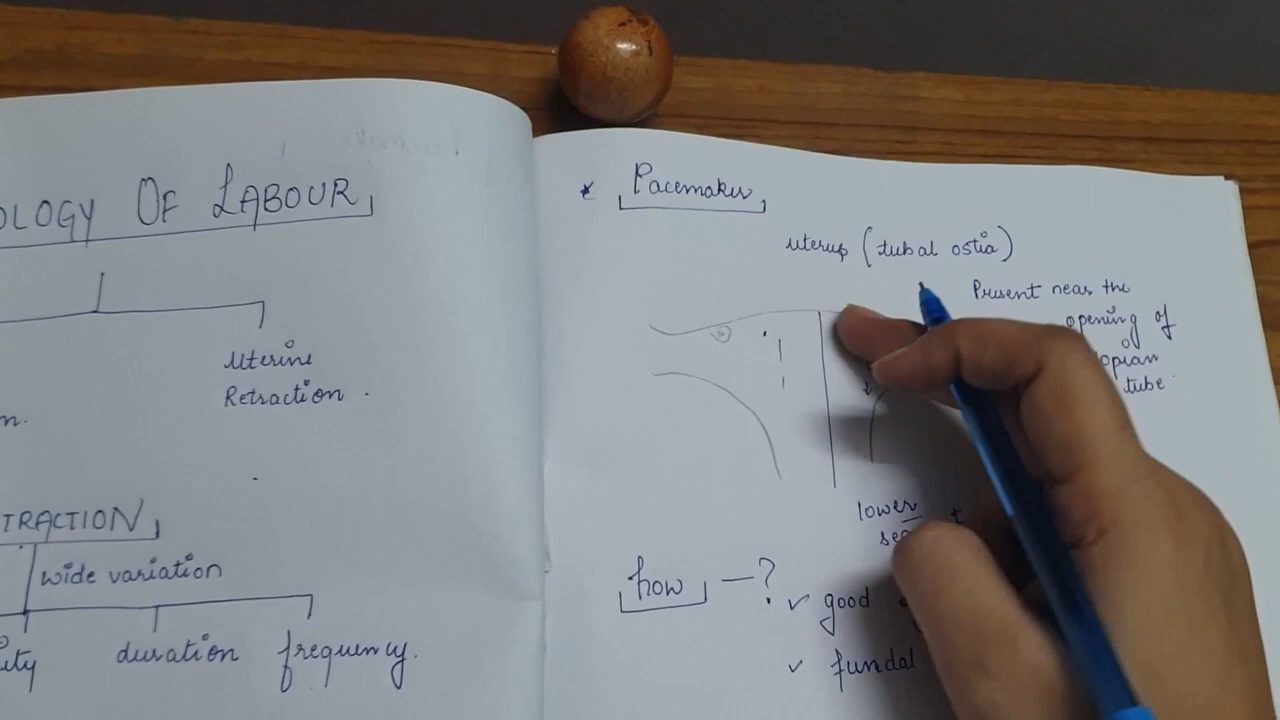 OLOGY OF LABOUR
Uterine
Retraction .
n.
TRACTION
wide variation
ity duration frequency.
* Pacemaker
uterus (tubal ostia)
Present near the
opening of
opian
tube
lower
how —?
✓ good
✓ fundal